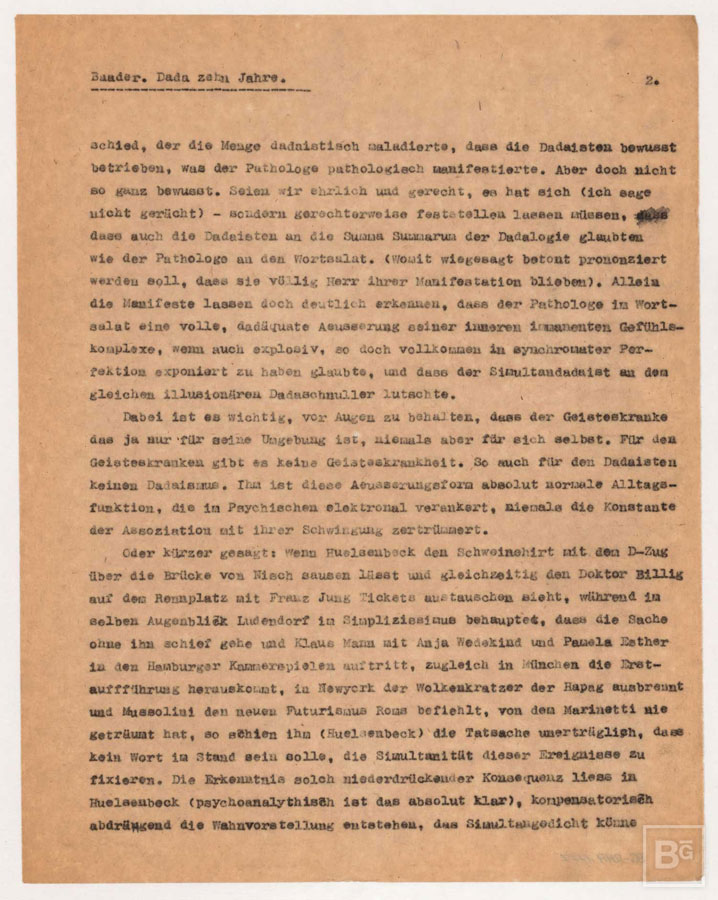 Baader. Dada zehn Jahre.
2.
schied, der die Menge dadaistisch maladierte, dass die Dadaisten bewusst
betrieben, was der Pathologe pathologisch manifestierte. Aber doch nicht
so ganz bewusst. Seien wir ehrlich und gerecht, es hat sich (ich sage
nicht gerächt) - sondern gerechterweise feststellen lassen müssen, dass
dass auch die Dadaisten an die Summa Summarum der Dadalogie glaubten
wie der Pathologe an den Wortsalat. (Womit wiegesagt betont prononziert
werden soll, dass sie völlig Herr ihrer Manifestation blieben). Allein
die Manifeste lassen doch deutlich erkennen, dass der Pathologe im Wort-
salat eine volle, dadäquate Aeusserung seiner inneren immanenten Gefühls-
komplexe, wenn auch explosiv, so doch vollkommen in synchromater Per-
fektion exponiert zu haben glaubte, und dass der Simultandadaist an dem
gleichen illusionären Dadaschnuller lutschte.
Dabei ist es wichtig, vor Augen zu behalten, dass der Geisteskranke
das ja nur für seine Umgebung ist, niemals aber für sich selbst. Für den
Geisteskranken gibt es keine Geisteskrankheit. So auch für den Dadaisten
keinen Dadaismus. Ihm ist diese Aeusserungsform absolut normale Alltags-
funktion, die im Psychischen elektronal verankert, niemals die Konstante
der Assoziation mit ihrer Schwingung zertrümmert.
Oder kürzer gesagt: Wenn Huelsenbeck den Schweinehirt mit dem D-Zug
über die Brücke von Nisch sausen lässt und gleichzeitig den Doktor Billig
auf dem Rennplatz mit Franz Jung Tickets austauschen sieht, während im
selben Augenblick Ludendorf im Simplizissimus behauptet, dass die Sache
ohne ihn schief gehe und Klaus Mann mit Anja Wedekind und Pamela Esther
in den Hamburger Kammerspielen auftritt, zugleich in München die Erst-
auffführung herauskommt, in Newyork der Wolkenkratzer der Hapag ausbrennt
und Mussolini den neuen Futurismus Roms befiehlt, von dem Marinetti nie
geträumt hat, so schien ihm (Huelsenbeck) die Tatsache unerträglich, dass
kein Wort im Stand sein solle, die Simultanität dieser Ereignisse zu
fixieren. Die Erkenntnis solch niederdrückender Konsequenz liess in
Huelsenbeck (psychoanalythisch ist das absolut klar), kompensatorisch
abdrängend die Wahnvorstellung entstehen, das Simultangedicht könne
BG